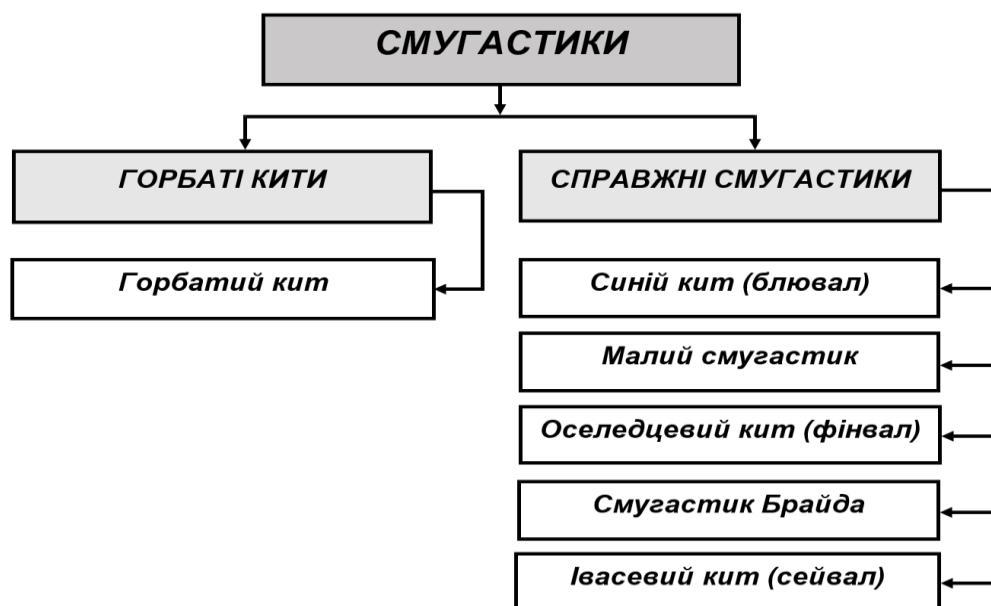 СМУГАСТИКИ
ГОРБАТІ КИТИ
Горбатий кит
СПРАВЖНІ СМУГАСТИКИ
Синій кит (блювал)
Малий смугастик
Оселедцевий кит (фінвал)
Смугастик Брайда
Івасевий кит (сейвал)